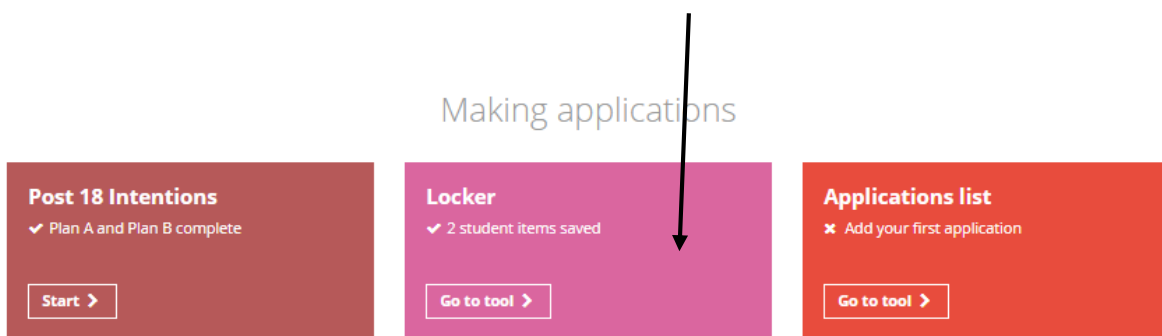 Making applications
Post 18 Intentions
Plan A and Plan B complete
Start
Locker
2 student items saved
Go to tool
Applications list
Add your first application
Go to tool